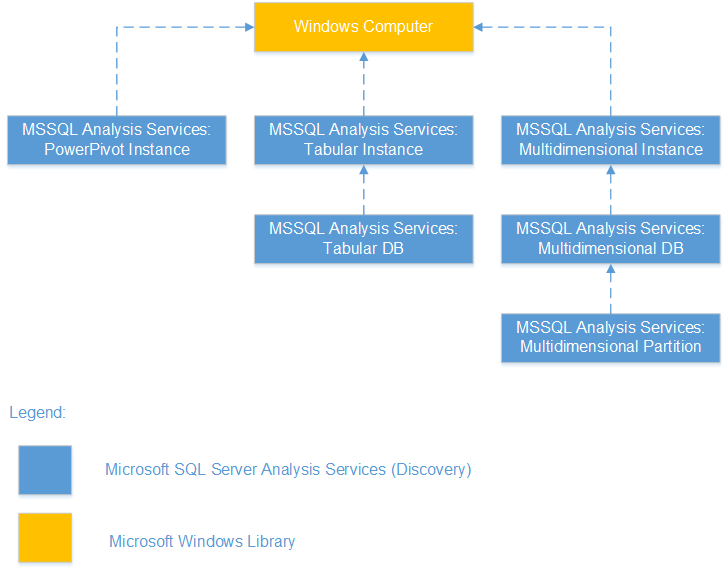 Windows Computer
MSSQL Analysis Services:
PowerPivot Instance
MSSQL Analysis Services:
Tabular Instance
MSSQL Analysis Services:
Multidimensional Instance
MSSQL Analysis Services:
Tabular DB
MSSQL Analysis Services:
Multidimensional DB
MSSQL Analysis Services:
Multidimensional Partition
Legend:
Microsoft SQL Server Analysis Services (Discovery)
Microsoft Windows Library